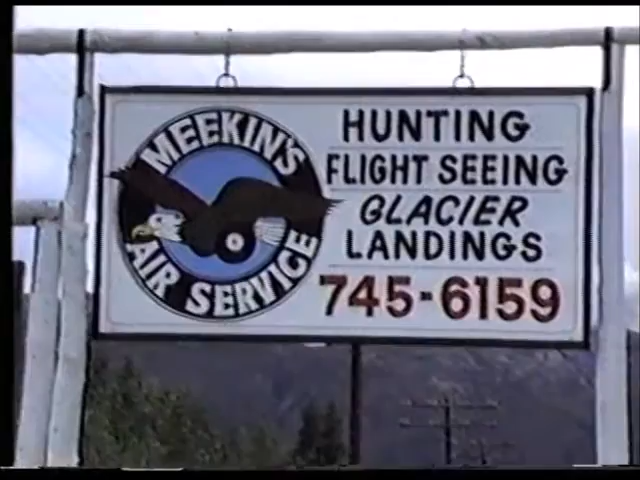 MEEKIN'S
AIR SERVICE
HUNTING
FLIGHT SEEING
GLACIER
LANDINGS
745-6159